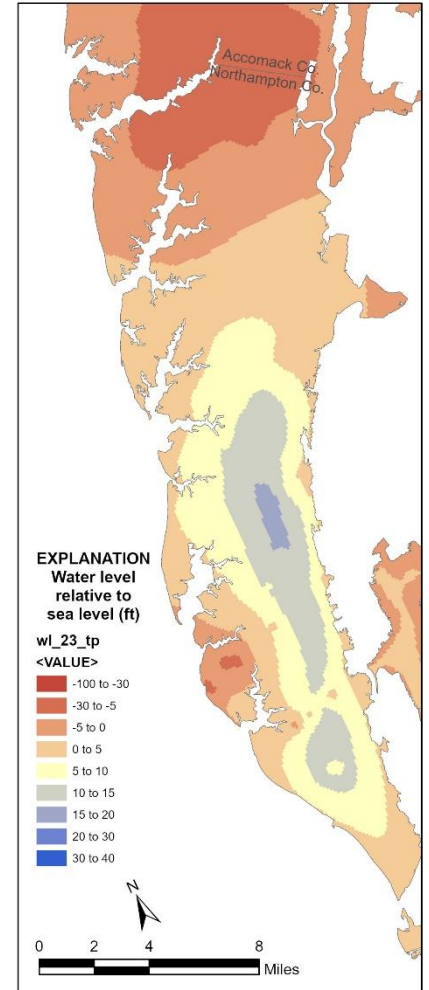 Accomack Co.
Northampton Co.
EXPLANATION
Water level
relative to
sea level (ft)
wl_23_tp
<VALUE>
-100 to -30
-30 to -5
-5 to 0
0 to 5
5 to 10
10 to 15
15 to 20
20 to 30
30 to 40
N
0 2 4 8
Miles